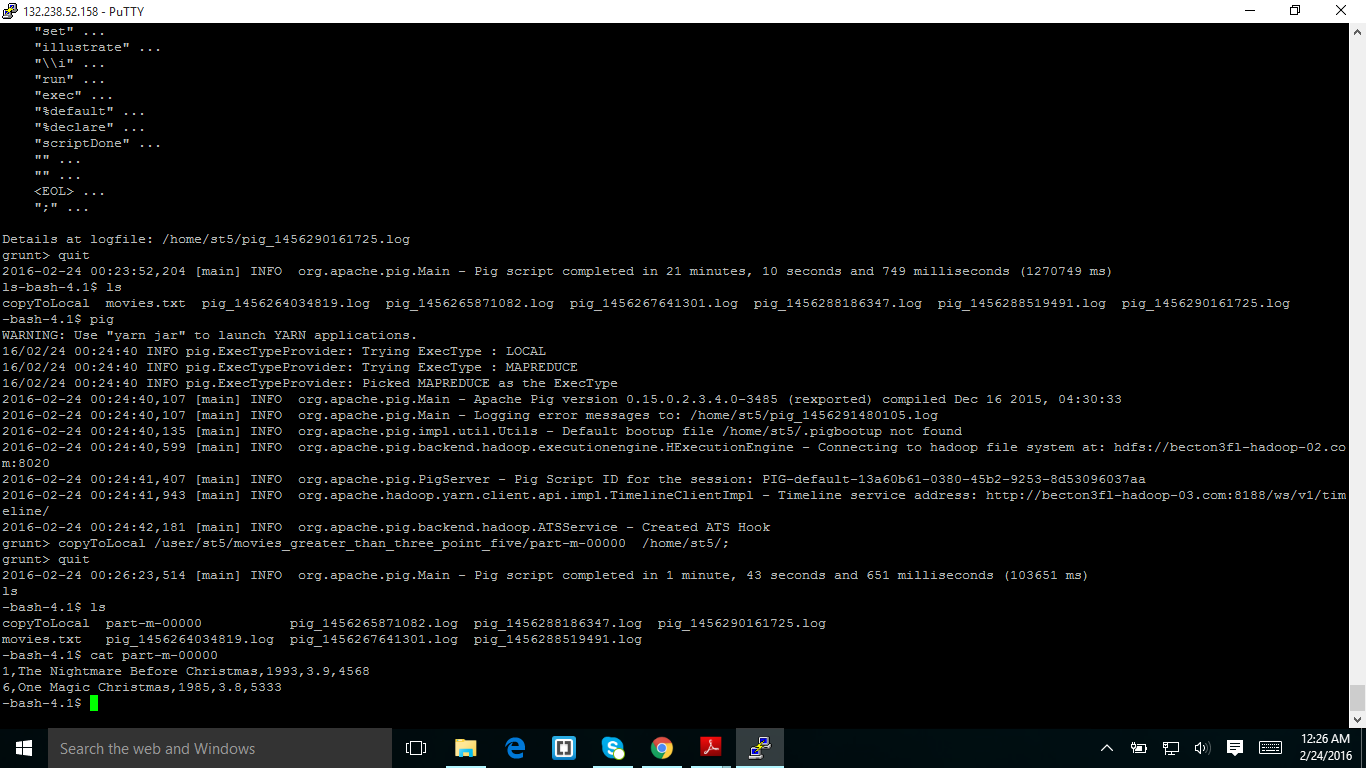 132.238.52.158 - PuTTY
"set" ...
"illustrate" ...
"\\i" ...
"run" ...
"exec" ...
"%default" ...
"%declare" ...
"scriptDone" ...
"" ...
"" ...
<EOL> ...
";" ...
Details at logfile: /home/st5/pig_1456290161725.log
grunt> quit
2016-02-24 00:23:52,204 [main] INFO  org.apache.pig.Main - Pig script completed in 21 minutes, 10 seconds and 749 milliseconds (1270749 ms)
ls-bash-4.1$ ls
copyToLocal  movies.txt  pig_1456264034819.log  pig_1456265871082.log  pig_1456267641301.log  pig_1456288186347.log  pig_1456288519491.log  pig_1456290161725.log
-bash-4.1$ pig
WARNING: Use "yarn jar" to launch YARN applications.
16/02/24 00:24:40 INFO pig.ExecTypeProvider: Trying ExecType : LOCAL
16/02/24 00:24:40 INFO pig.ExecTypeProvider: Trying ExecType : MAPREDUCE
16/02/24 00:24:40 INFO pig.ExecTypeProvider: Picked MAPREDUCE as the ExecType
2016-02-24 00:24:40,107 [main] INFO  org.apache.pig.Main - Apache Pig version 0.15.0.2.3.4.0-3485 (rexported) compiled Dec 16 2015, 04:30:33
2016-02-24 00:24:40,107 [main] INFO  org.apache.pig.Main - Logging error messages to: /home/st5/pig_1456291480105.log
2016-02-24 00:24:40,135 [main] INFO  org.apache.pig.impl.util.Utils - Default bootup file /home/st5/.pigbootup not found
2016-02-24 00:24:40,599 [main] INFO  org.apache.pig.backend.hadoop.executionengine.HExecutionEngine - Connecting to hadoop file system at: hdfs://becton3fl-hadoop-02.co
m:8020
2016-02-24 00:24:41,407 [main] INFO  org.apache.pig.PigServer - Pig Script ID for the session: PIG-default-13a60b61-0380-45b2-9253-8d53096037aa
2016-02-24 00:24:41,943 [main] INFO  org.apache.hadoop.yarn.client.api.impl.TimelineClientImpl - Timeline service address: http://becton3fl-hadoop-03.com:8188/ws/v1/tim
eline/
2016-02-24 00:24:42,181 [main] INFO  org.apache.pig.backend.hadoop.ATSService - Created ATS Hook
grunt> copyToLocal /user/st5/movies_greater_than_three_point_five/part-m-00000  /home/st5/;
grunt> quit
2016-02-24 00:26:23,514 [main] INFO  org.apache.pig.Main - Pig script completed in 1 minute, 43 seconds and 651 milliseconds (103651 ms)
ls
-bash-4.1$ ls
copyToLocal  part-m-00000           pig_1456265871082.log  pig_1456288186347.log  pig_1456290161725.log
movies.txt   pig_1456264034819.log  pig_1456267641301.log  pig_1456288519491.log
-bash-4.1$ cat part-m-00000
1,The Nightmare Before Christmas,1993,3.9,4568
6,One Magic Christmas,1985,3.8,5333
-bash-4.1$
Search the web and Windows
12:26 AM
2/24/2016